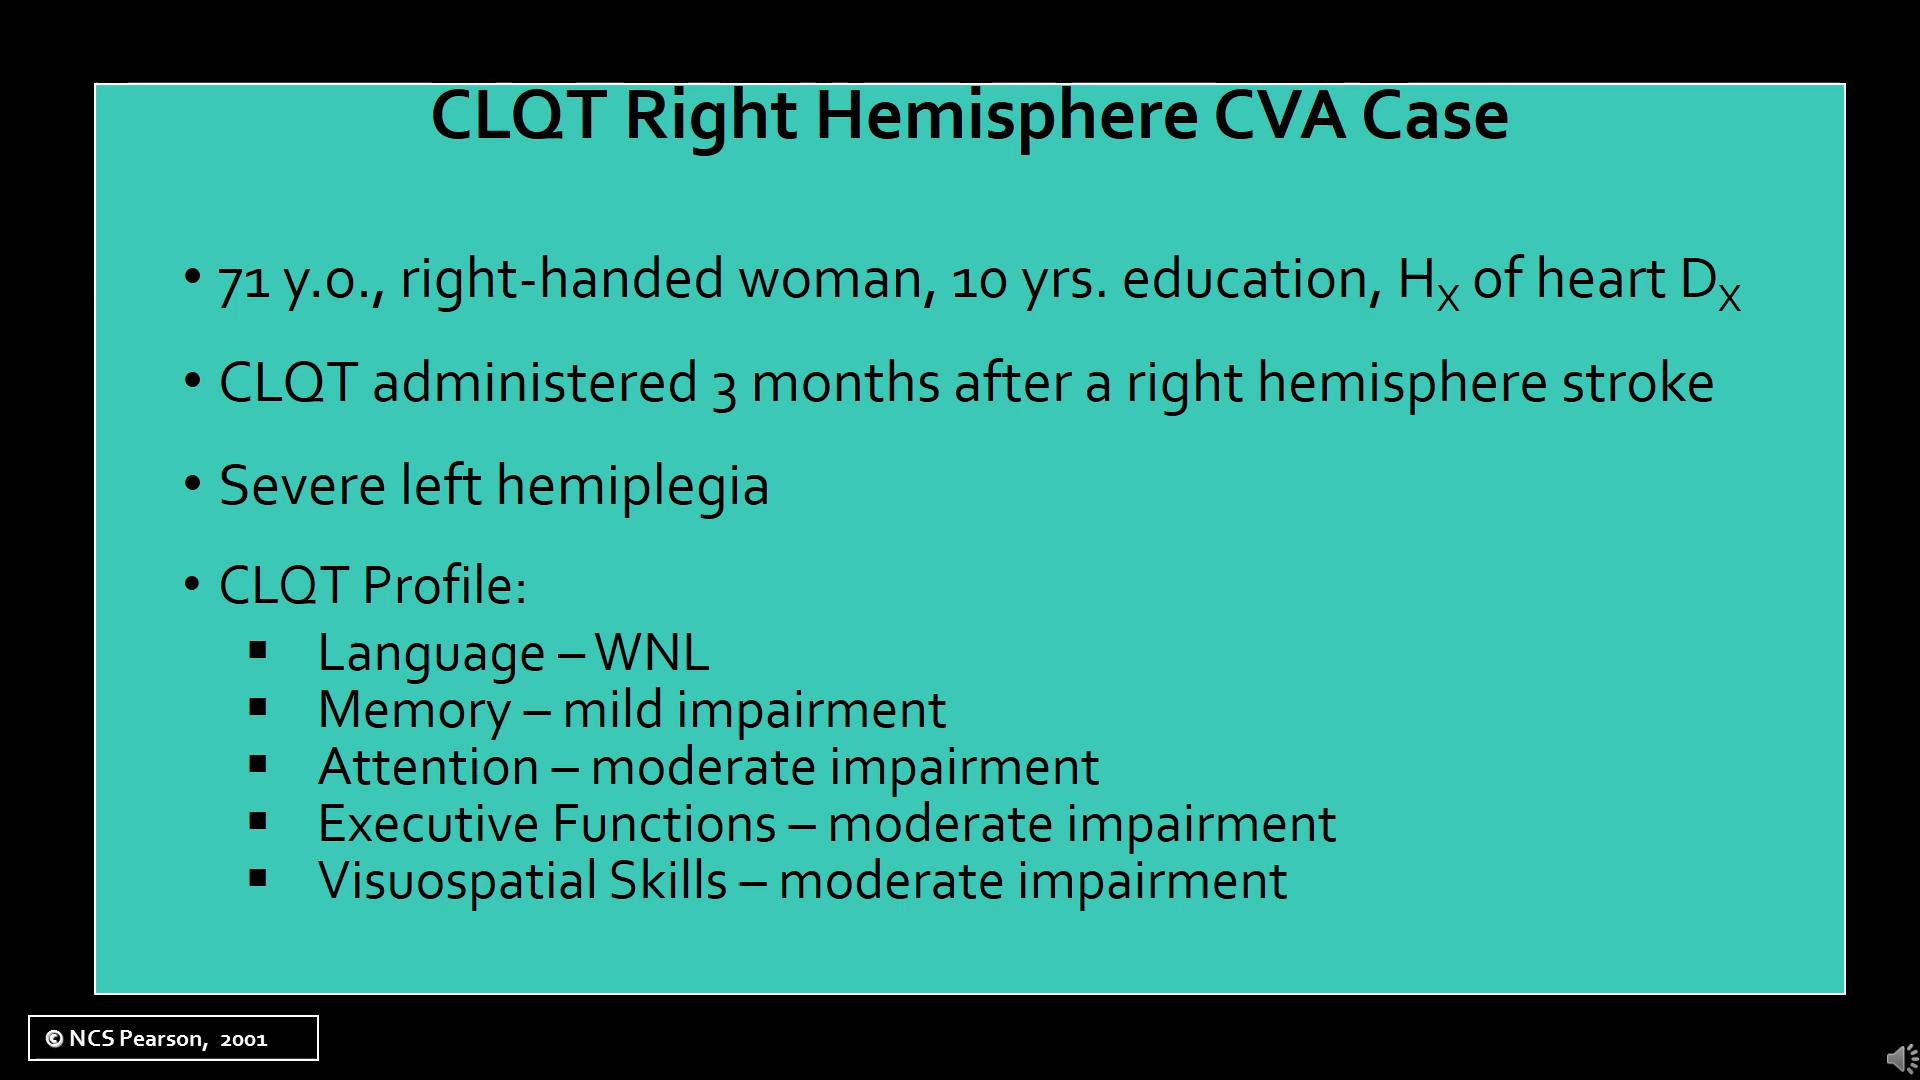 CLQT Right Hemisphere CVA Case
• 71 y.o., right-handed woman, 10 yrs. education, HX of heart DX
• CLQT administered 3 months after a right hemisphere stroke
• Severe left hemiplegia
• CLQT Profile:
▪ Language – WNL
▪ Memory – mild impairment
▪ Attention – moderate impairment
▪ Executive Functions – moderate impairment
▪ Visuospatial Skills – moderate impairment
© NCS Pearson, 2001